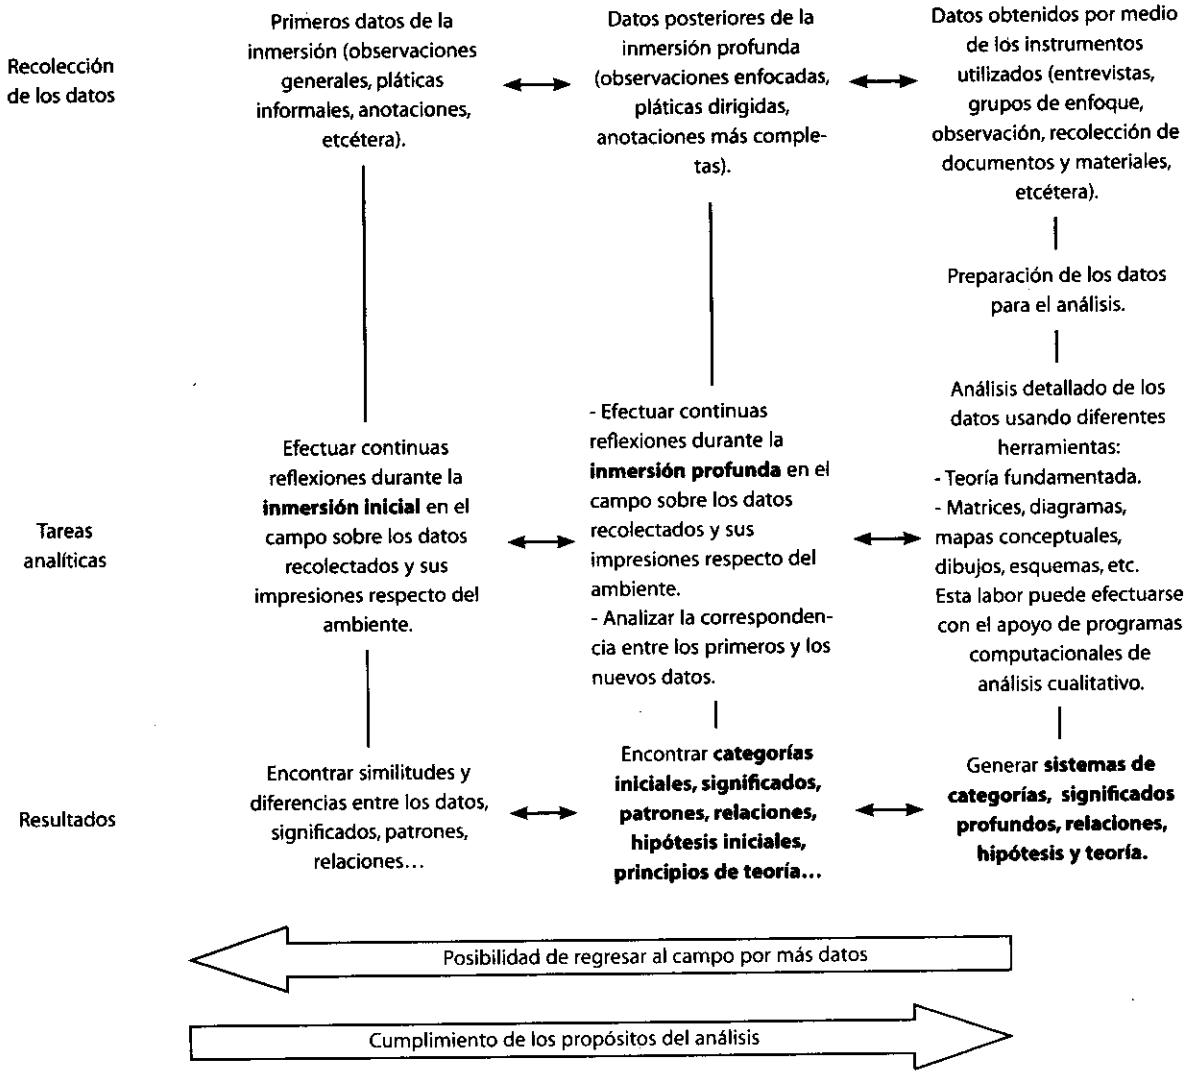 Recolección
de los datos
Primeros datos de la
inmersión (observaciones
generales, pláticas
informales, anotaciones,
etcétera).
Datos posteriores de la
inmersión profunda
(observaciones enfocadas,
pláticas dirigidas,
anotaciones más comple-
tas).
Datos obtenidos por medio
de los instrumentos
utilizados (entrevistas,
grupos de enfoque,
observación, recolección de
documentos y materiales,
etcétera).
Preparación de los datos
para el análisis.
Tareas
analíticas
Efectuar continuas
reflexiones durante la
inmersión inicial en el
campo sobre los datos
recolectados y sus
impresiones respecto del
ambiente.
- Efectuar continuas
reflexiones durante la
inmersión profunda en el
campo sobre los datos
recolectados y sus
impresiones respecto del
ambiente.
- Analizar la corresponden-
cia entre los primeros y los
nuevos datos.
Análisis detallado de los
datos usando diferentes
herramientas:
- Teoría fundamentada.
- Matrices, diagramas,
mapas conceptuales,
dibujos, esquemas, etc.
Esta labor puede efectuarse
con el apoyo de programas
computacionales de
análisis cualitativo.
Resultados
Encontrar similitudes y
diferencias entre los datos,
significados, patrones,
relaciones...
Encontrar categorías
iniciales, significados,
patrones, relaciones,
hipótesis iniciales,
principios de teoría...
Generar sistemas de
categorías, significados
profundos, relaciones,
hipótesis y teoría.
Posibilidad de regresar al campo por más datos
Cumplimiento de los propósitos del análisis